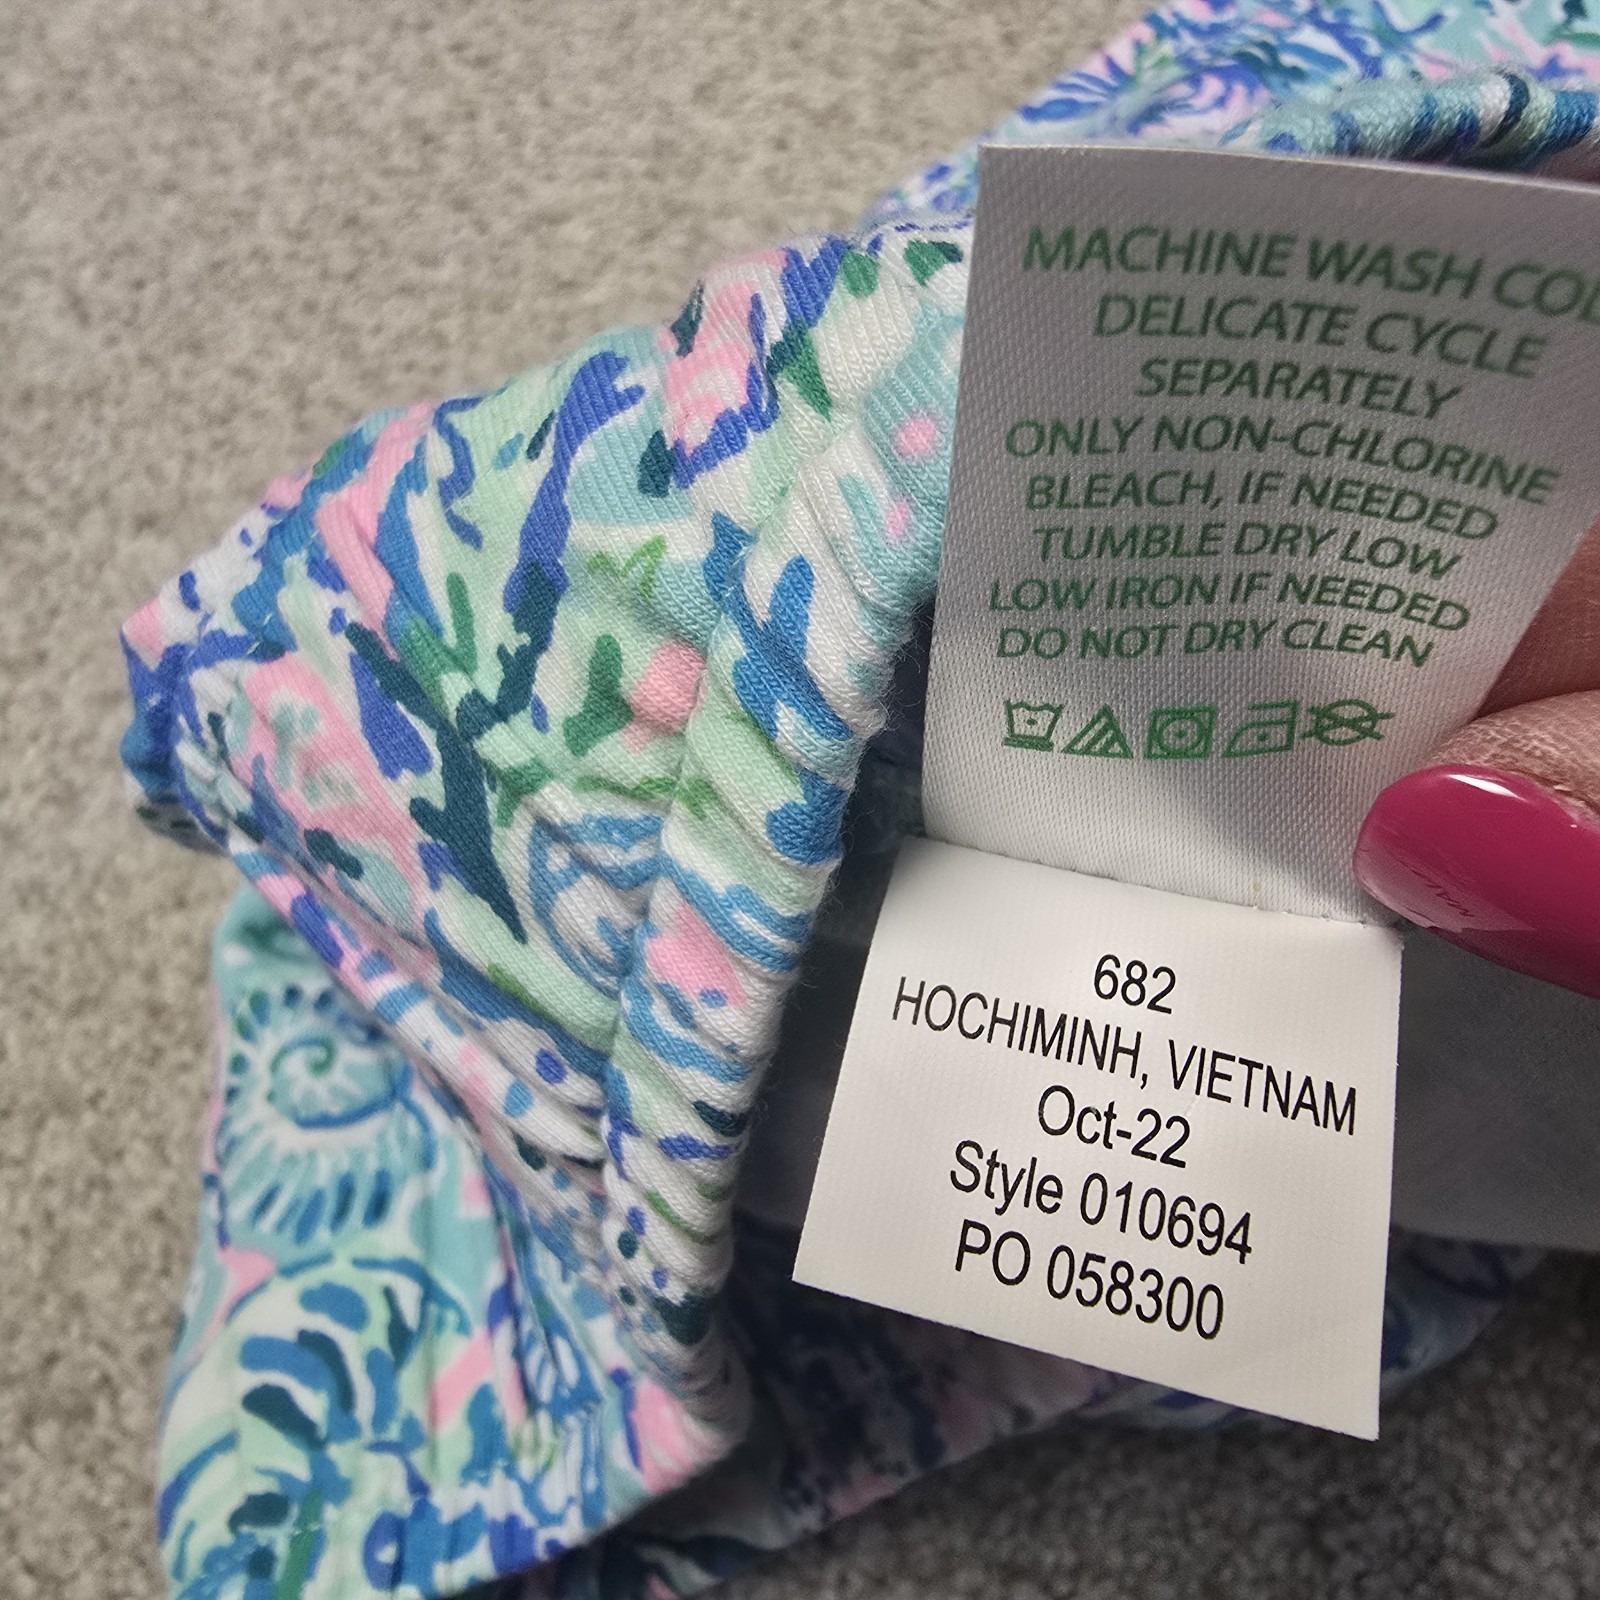 MACHINE WASH
DELICATE CYCLE
SEPARATELY
ONLY NON-CHLORINE
BLEACH, IF NEEDED
TUMBLE DRY LOW
LOW IRON IF NEEDED
DO NOT DRY CLEAN
682
HOCHIMINH, VIETNAM
Oct-22
Style 010694
PO 058300